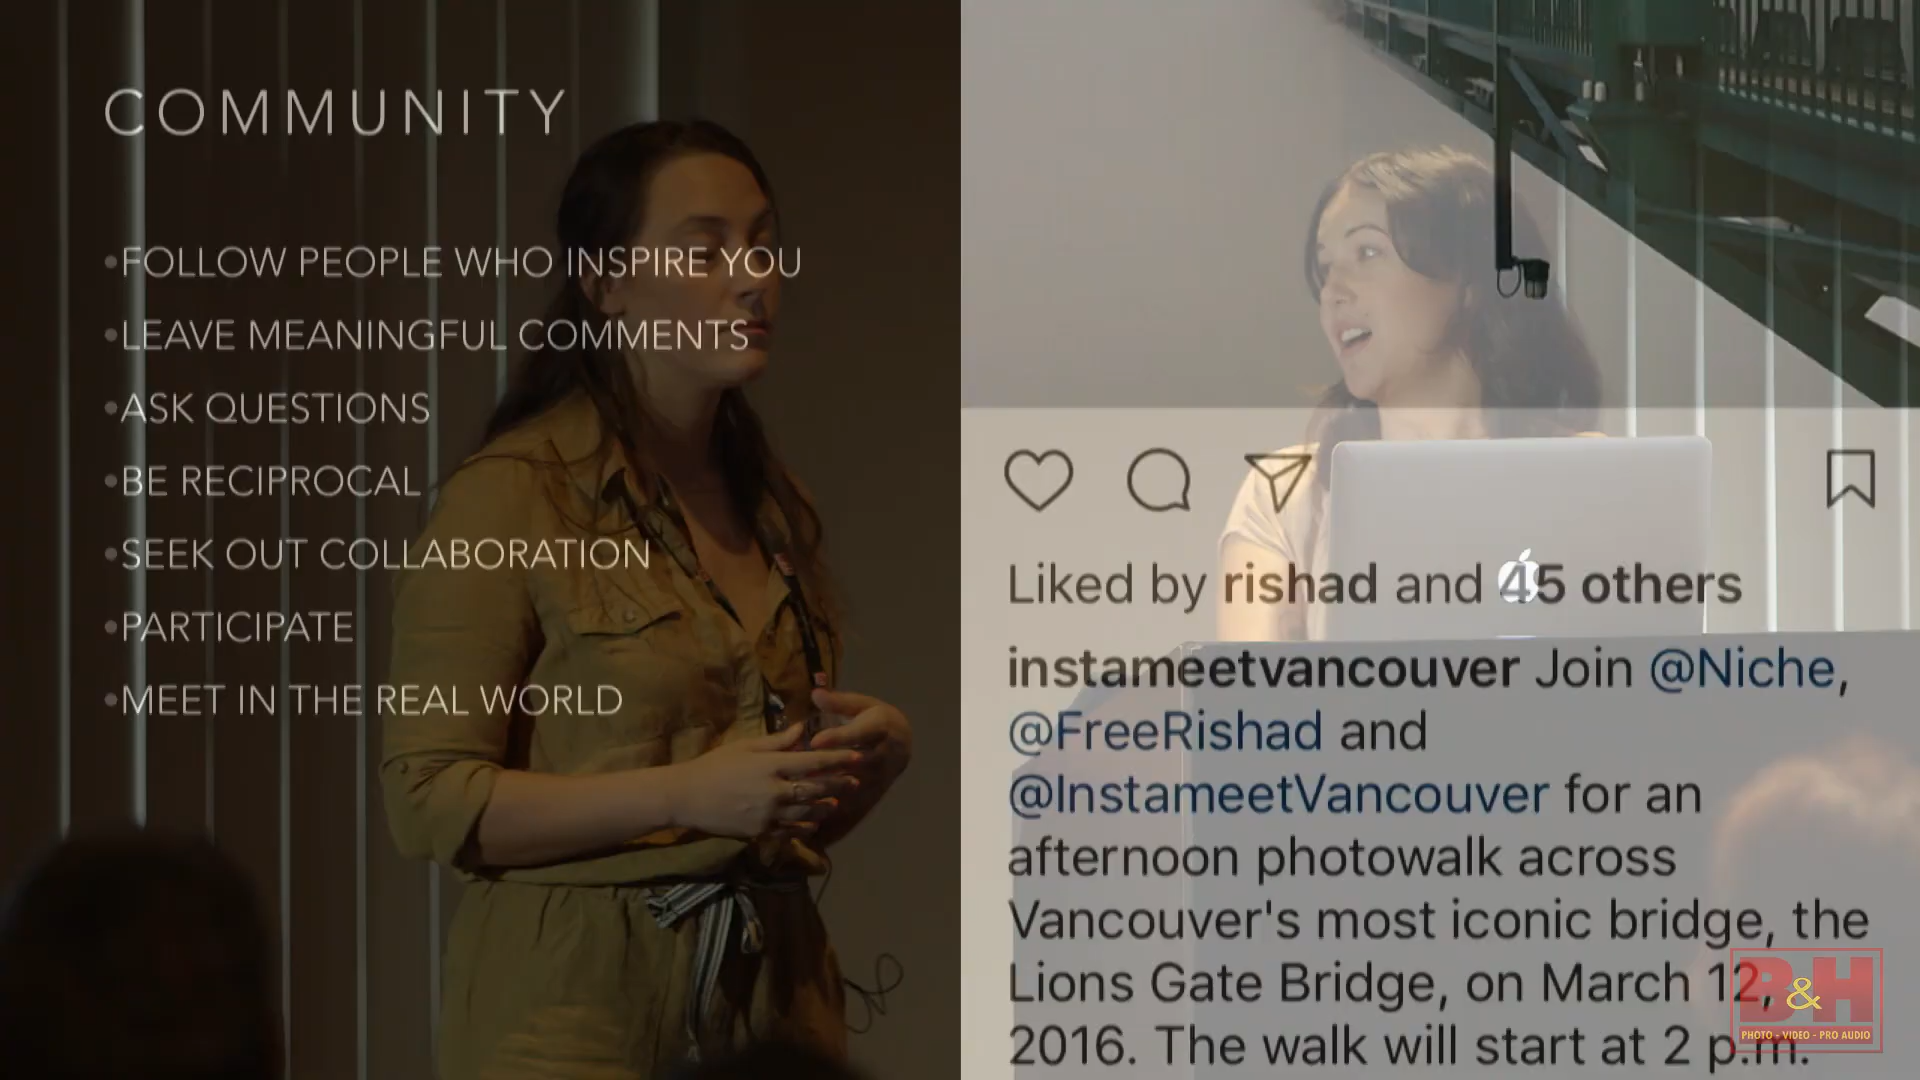 COMMUNITY
•FOLLOW PEOPLE WHO INSPIRE YOU
•LEAVE MEANINGFUL COMMENTS
•ASK QUESTIONS
•BE RECIPROCAL
•SEEK OUT COLLABORATION
•PARTICIPATE
•MEET IN THE REAL WORLD
Liked by rishad and 45 others
instameetvancouver Join @Niche,
@FreeRishad and
@InstameetVancouver for an
afternoon photowalk across
Vancouver's most iconic bridge, the
Lions Gate Bridge, on March 12,
2016. The walk will start at 2 p.m.
B&H
PHOTO - VIDEO - PRO AUDIO